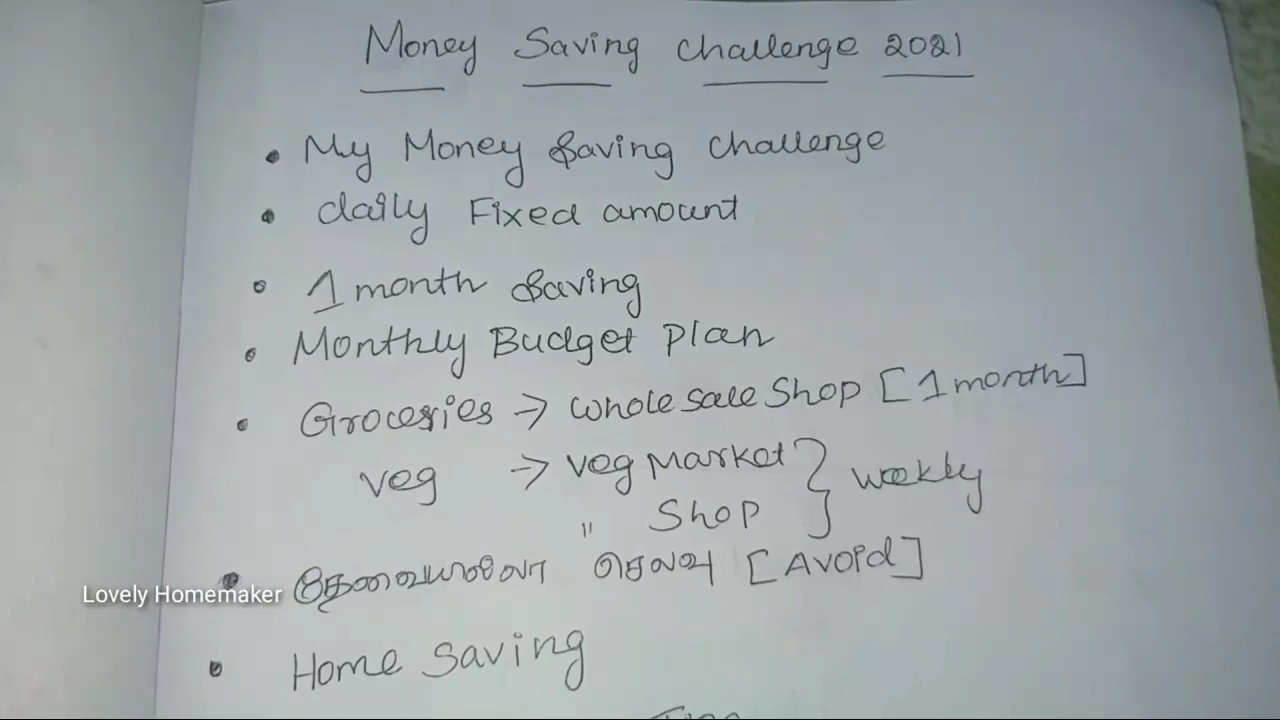 Money Saving challenge 2021
• My Money Saving challenge
• daily Fixed amount
• 1 month Saving
• Monthly Budget Plan
• Groceries → whole sale Shop [1 month]
veg → veg Market } weekly
" Shop
• தேவையில்லா செலவு [Avoid]
Lovely Homemaker
• Home saving